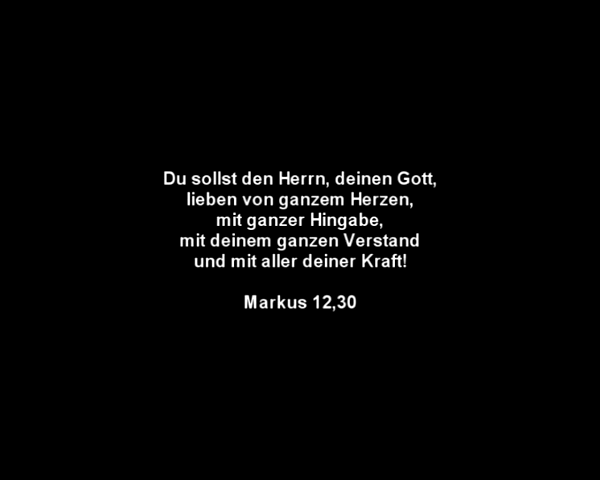 Du sollst den Herrn, deinen Gott,
lieben von ganzem Herzen,
mit ganzer Hingabe,
mit deinem ganzen Verstand
und mit aller deiner Kraft!
Markus 12,30